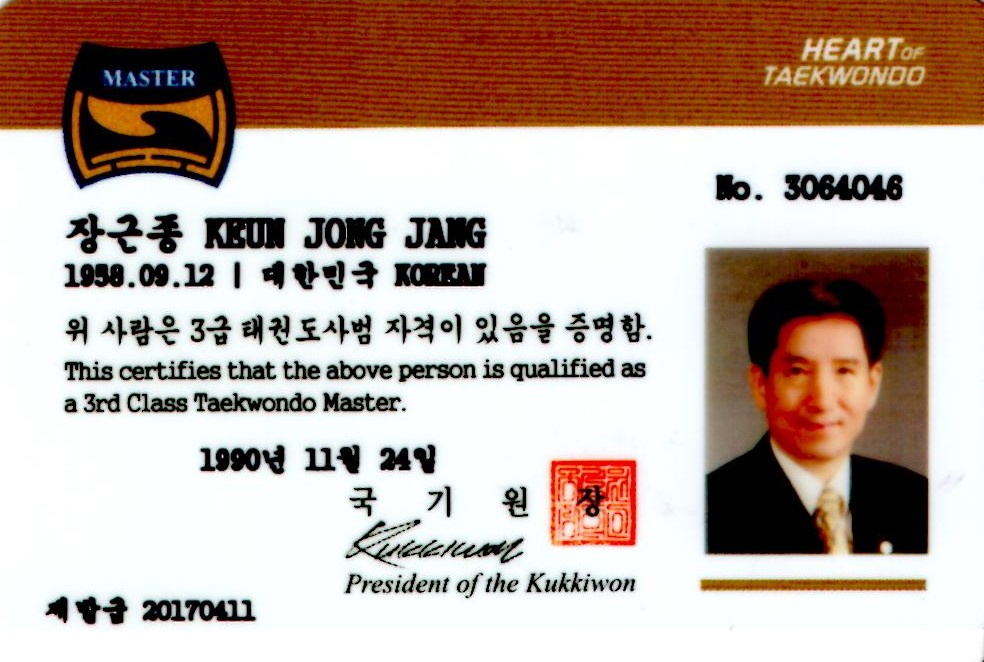 MASTER
HEART OF
TAEKWONDO
No. 3064046
장근종 KEUN JONG JANG
1958.09.12 | 대한민국 KOREAN
위 사람은 3급 태권도사범 자격이 있음을 증명함.
This certifies that the above person is qualified as
a 3rd Class Taekwondo Master.
1990년 11월 24일
국 기 원 장
Kukkiwon
President of the Kukkiwon
재발급 20170411